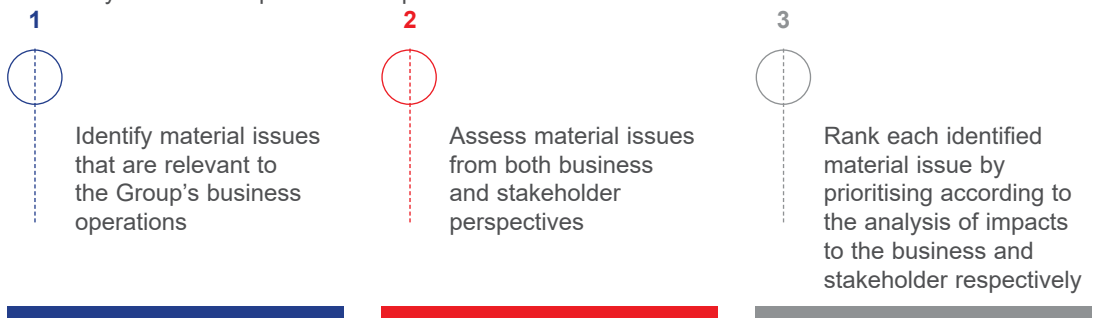 1
Identify material issues
that are relevant to
the Group’s business
operations
2
Assess material issues
from both business
and stakeholder
perspectives
3
Rank each identified
material issue by
prioritising according to
the analysis of impacts
to the business and
stakeholder respectively